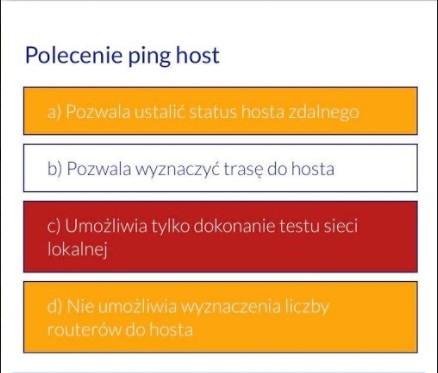 Polecenie ping host
a) Pozwala ustalić status hosta zdalnego
b) Pozwala wyznaczyć trasę do hosta
c) Umożliwia tylko dokonanie testu sieci
lokalnej
d) Nie umożliwia wyznaczenia liczby
routerów do hosta